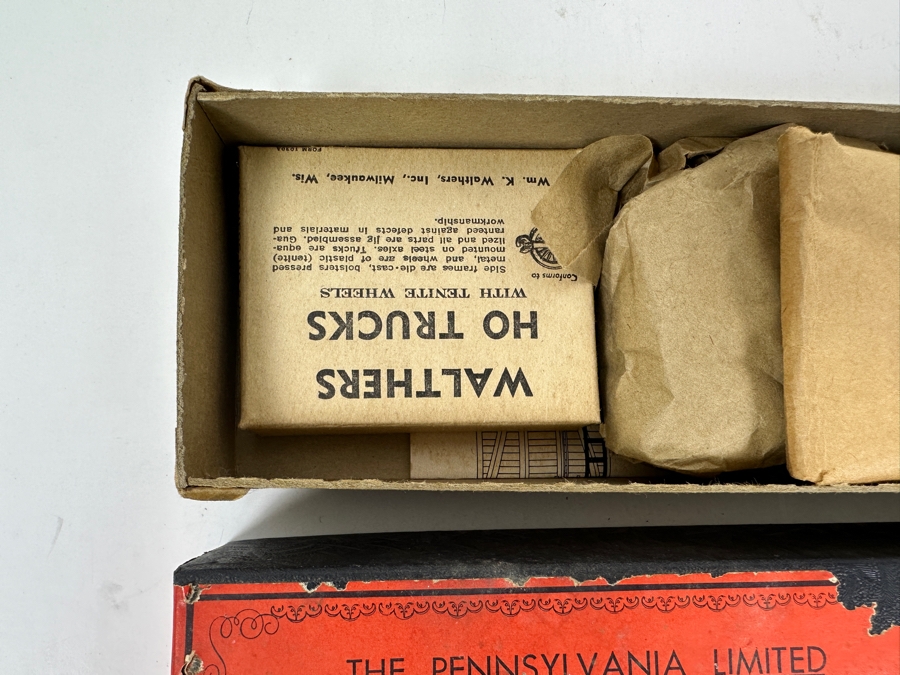 WALTHERS
HO TRUCKS
WITH TENITE WHEELS
Side frames are die-cast, bolsters pressed
metal, and wheels are of plastic (tenite)
mounted on steel axles. Trucks are equa-
lized and all parts are jig assembled. Gua-
ranteed against defects in materials and
workmanship.
Conforms to
Wm. K. Walthers, Inc., Milwaukee, Wis.
THE PENNSYLVANIA LIMITED